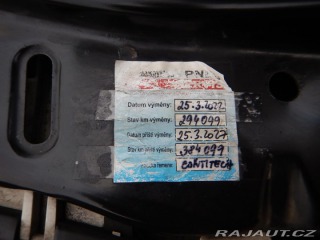 PN
Datum výměny: 25.3.2022
Stav km výměny: 294099
Datum příští výměny: 25.3.2027
Stav km příští výměny: 384099
řemene: CONTITECH
RAJAUT.CZ